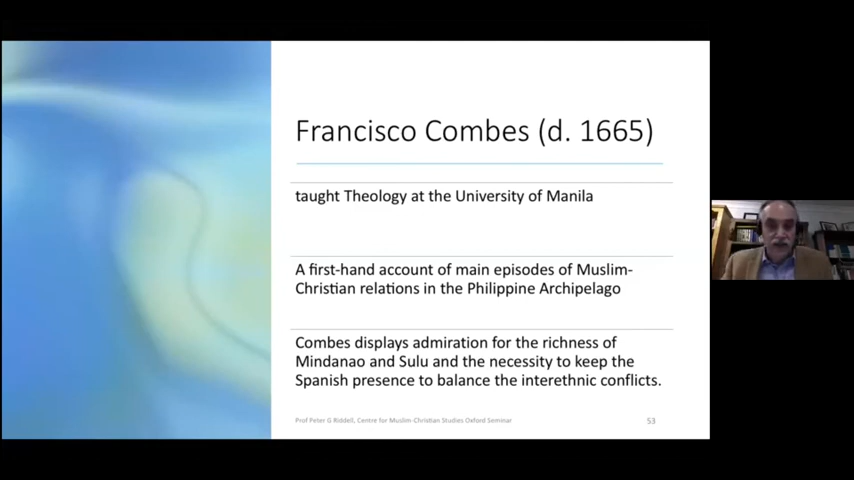 Francisco Combes (d. 1665)
taught Theology at the University of Manila
A first-hand account of main episodes of Muslim-
Christian relations in the Philippine Archipelago
Combes displays admiration for the richness of
Mindanao and Sulu and the necessity to keep the
Spanish presence to balance the interethnic conflicts.
Prof Peter G Riddell, Centre for Muslim-Christian Studies Oxford Seminar
53